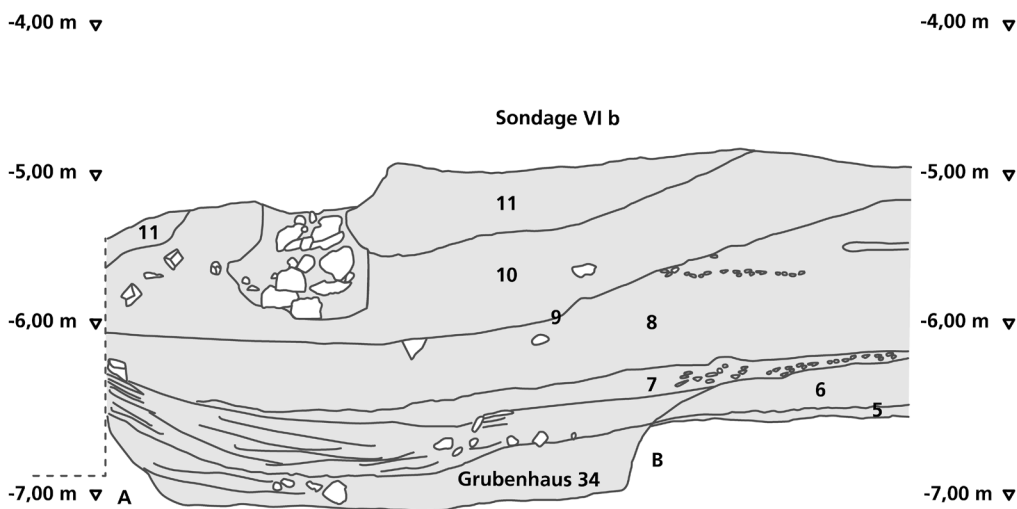 -4,00 m
-4,00 m
Sondage VI b
-5,00 m
-5,00 m
11
11
10
9
8
-6,00 m
-6,00 m
7
6
5
B
Grubenhaus 34
-7,00 m
A
-7,00 m